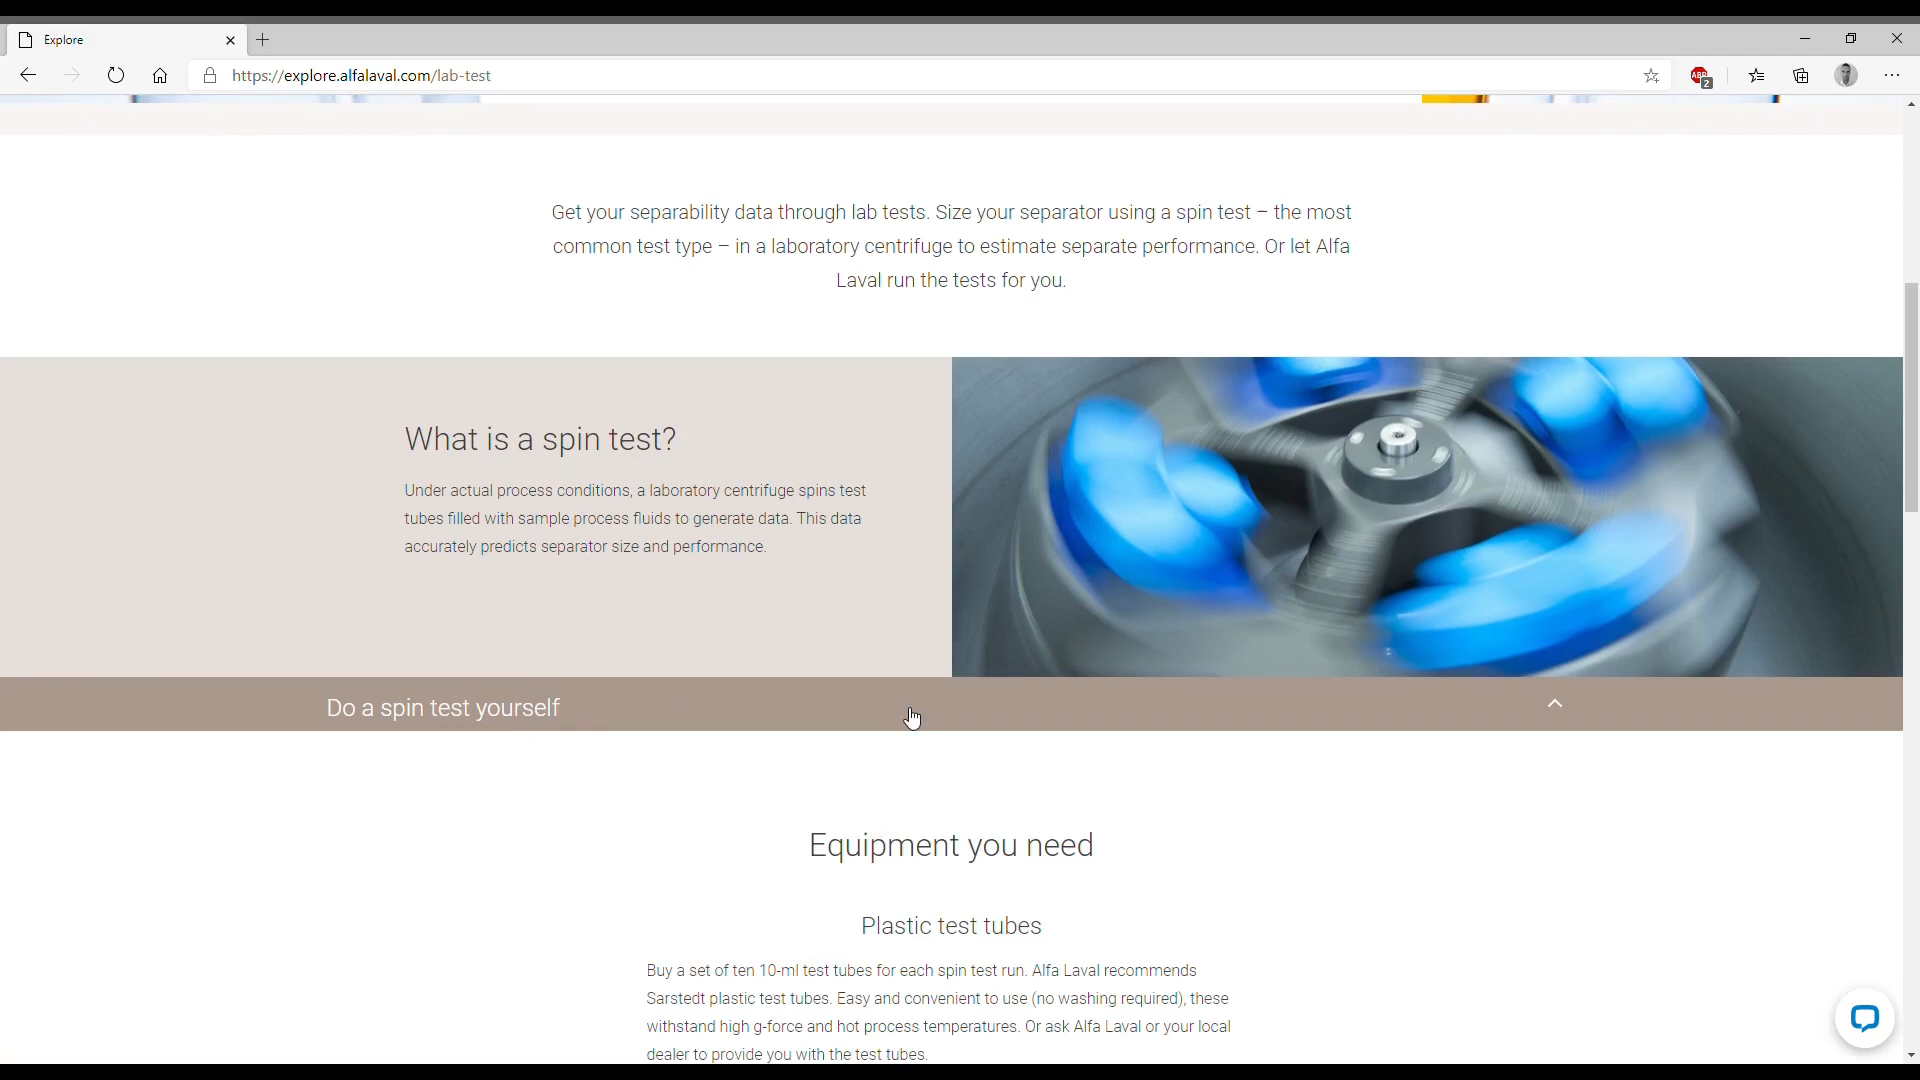 Explore
https://explore.alfalaval.com/lab-test
ABP
2
Get your separability data through lab tests. Size your separator using a spin test – the most
common test type – in a laboratory centrifuge to estimate separate performance. Or let Alfa
Laval run the tests for you.
What is a spin test?
Under actual process conditions, a laboratory centrifuge spins test
tubes filled with sample process fluids to generate data. This data
accurately predicts separator size and performance.
Do a spin test yourself
Equipment you need
Plastic test tubes
Buy a set of ten 10-ml test tubes for each spin test run. Alfa Laval recommends
Sarstedt plastic test tubes. Easy and convenient to use (no washing required), these
withstand high g-force and hot process temperatures. Or ask Alfa Laval or your local
dealer to provide you with the test tubes.